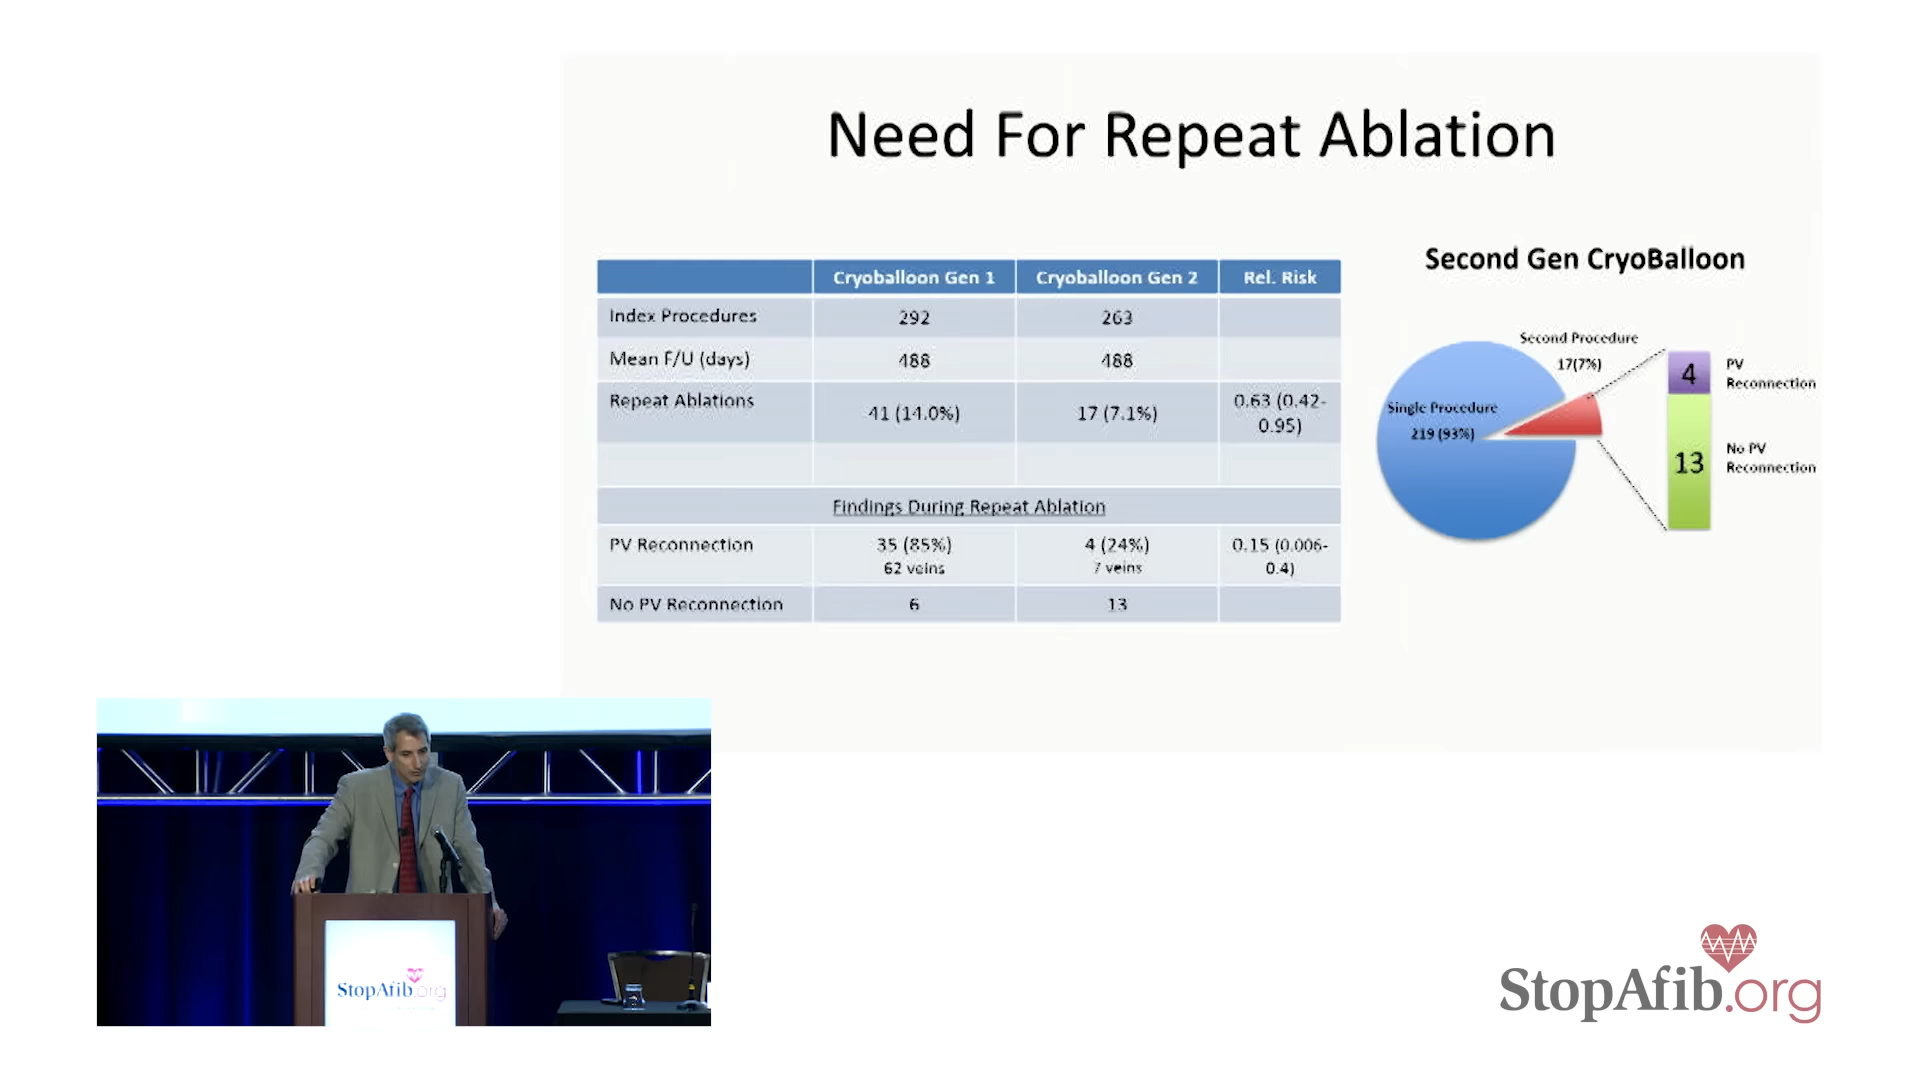 Need For Repeat Ablation
Cryoballoon Gen 1 Cryoballoon Gen 2 Rel. Risk
Index Procedures 292 263
Mean F/U (days) 488 488
Repeat Ablations 41 (14.0%) 17 (7.1%) 0.63 (0.42-
0.95)
Findings During Repeat Ablation
PV Reconnection 35 (85%) 4 (24%) 0.15 (0.006-
62 veins 7 veins 0.4)
No PV Reconnection 6 13
Second Gen CryoBalloon
Second Procedure
17(7%)
Single Procedure
219 (93%)
4
PV
Reconnection
13
No PV
Reconnection
StopAfib.org
StopAfib.org